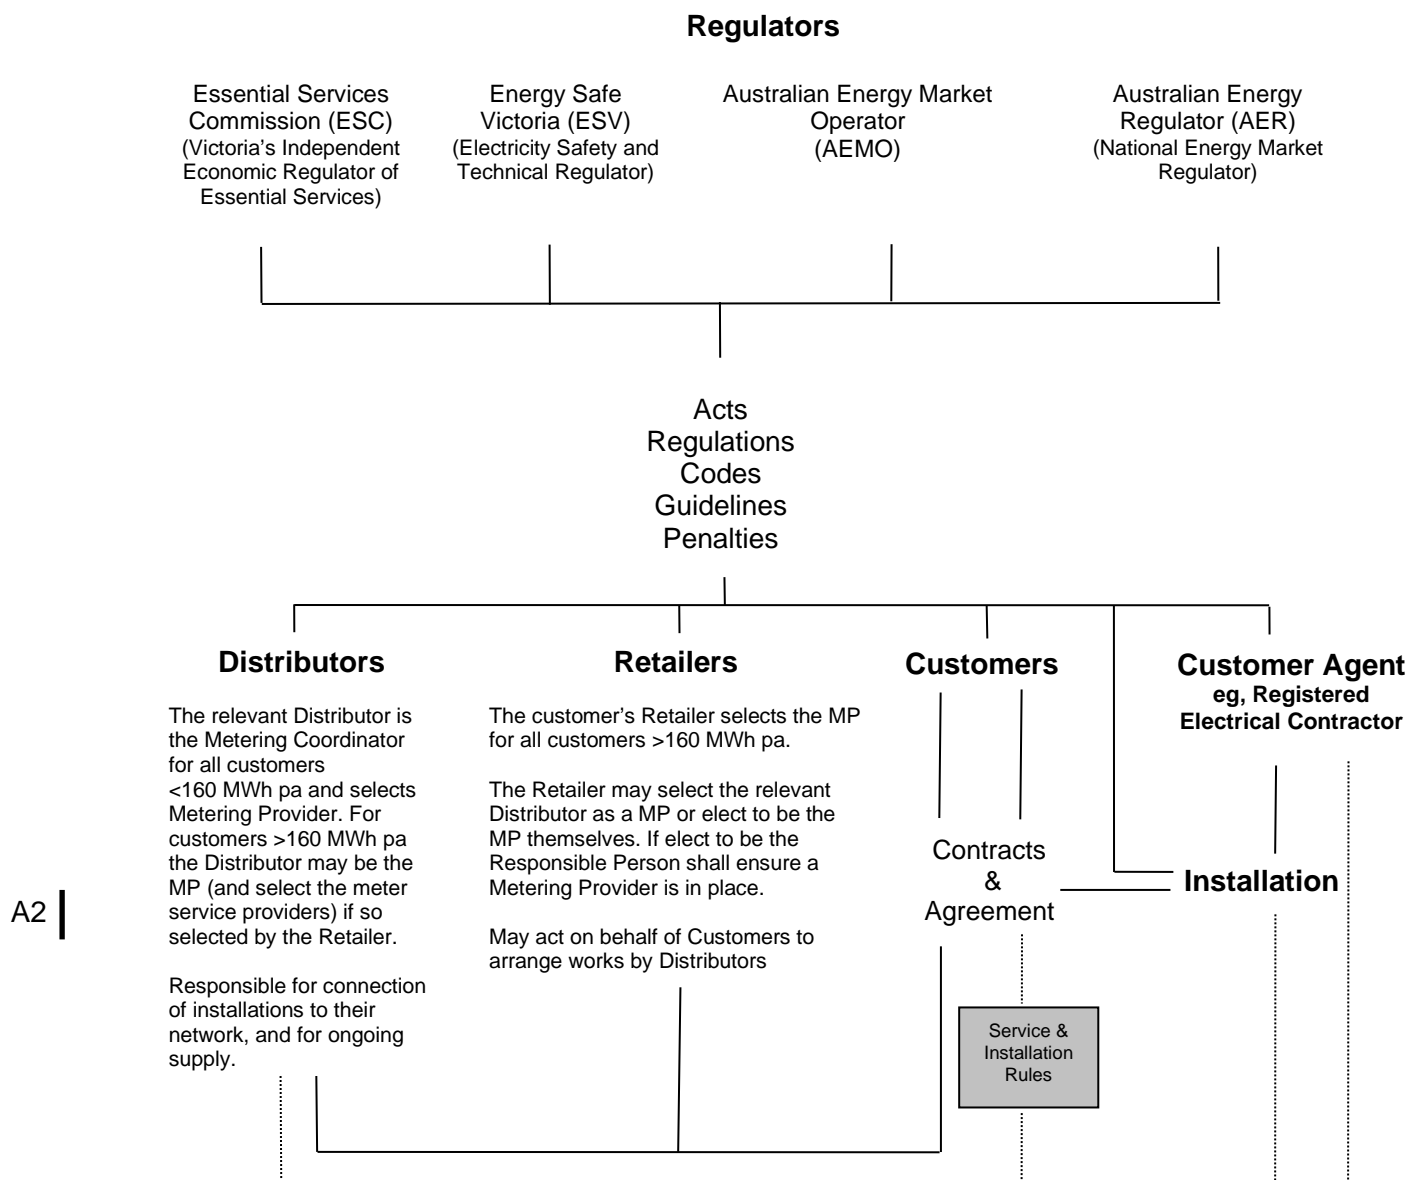 Regulators
Essential Services
Commission (ESC)
(Victoria's Independent
Economic Regulator of
Essential Services)
Energy Safe
Victoria (ESV)
(Electricity Safety and
Technical Regulator)
Australian Energy Market
Operator
(AEMO)
Australian Energy
Regulator (AER)
(National Energy Market
Regulator)
Acts
Regulations
Codes
Guidelines
Penalties
Distributors
The relevant Distributor is
the Metering Coordinator
for all customers
<160 MWh pa and selects
Metering Provider. For
customers >160 MWh pa
the Distributor may be the
MP (and select the meter
service providers) if so
selected by the Retailer.
Responsible for connection
of installations to their
network, and for ongoing
supply.
Retailers
The customer's Retailer selects the MP
for all customers >160 MWh pa.
The Retailer may select the relevant
Distributor as a MP or elect to be the
MP themselves. If elect to be the
Responsible Person shall ensure a
Metering Provider is in place.
May act on behalf of Customers to
arrange works by Distributors
Customers
Contracts
&
Agreement
Service &
Installation
Rules
Customer Agent
eg, Registered
Electrical Contractor
Installation
A2